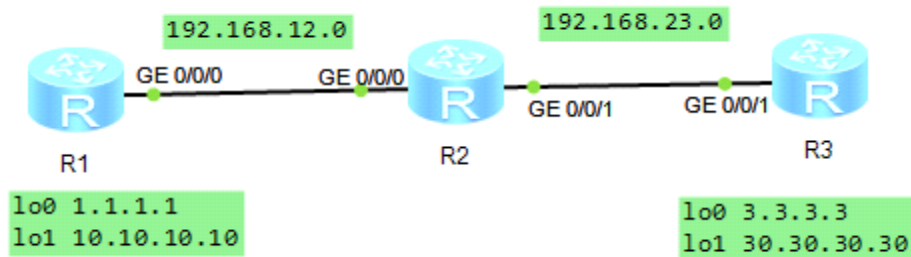 192.168.12.0
192.168.23.0
GE 0/0/0
GE 0/0/0
GE 0/0/1
GE 0/0/1
R
R
R
R1
R2
R3
lo0 1.1.1.1
lo1 10.10.10.10
lo0 3.3.3.3
lo1 30.30.30.30